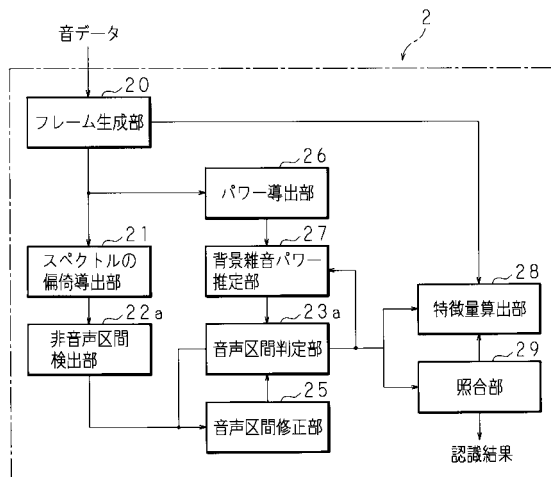 音データ
2
20
フレーム生成部
26
パワー導出部
21
スペクトルの
偏倚導出部
27
背景雑音パワー
推定部
28
特徴量算出部
22a
非音声区間
検出部
23a
音声区間判定部
29
照合部
25
音声区間修正部
認識結果